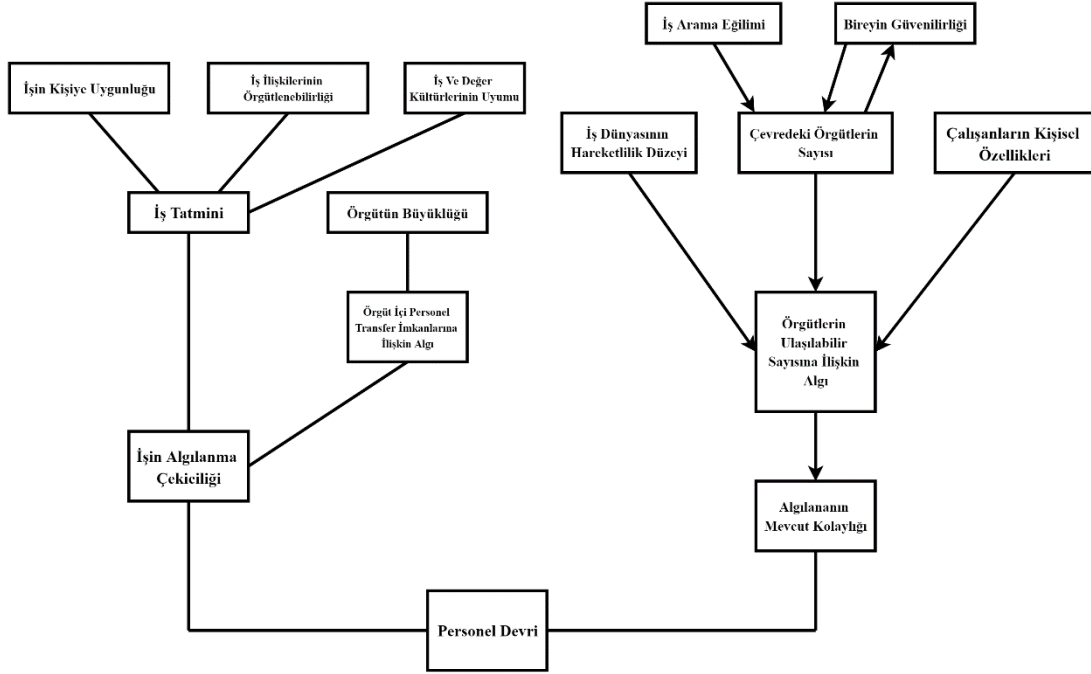 İş Arama Eğilimi
Bireyin Güvenilirliği
İşin Kişiye Uygunluğu
İş İlişkilerinin
Örgütlenebilirliği
İş Ve Değer
Kültürlerinin Uyumu
İş Dünyasının
Hareketlilik Düzeyi
Çevredeki Örgütlerin
Sayısı
Çalışanların Kişisel
Özellikleri
İş Tatmini
Örgütün Büyüklüğü
Örgüt İçi Personel
Transfer İmkanlarına
İlişkin Algı
Örgütlerin
Ulaşılabilir
Sayısına İlişkin
Algı
İşin Algılanma
Çekiciliği
Algılananın
Mevcut Kolaylığı
Personel Devri